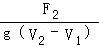 F₂
g ( V₂ − V₁ )